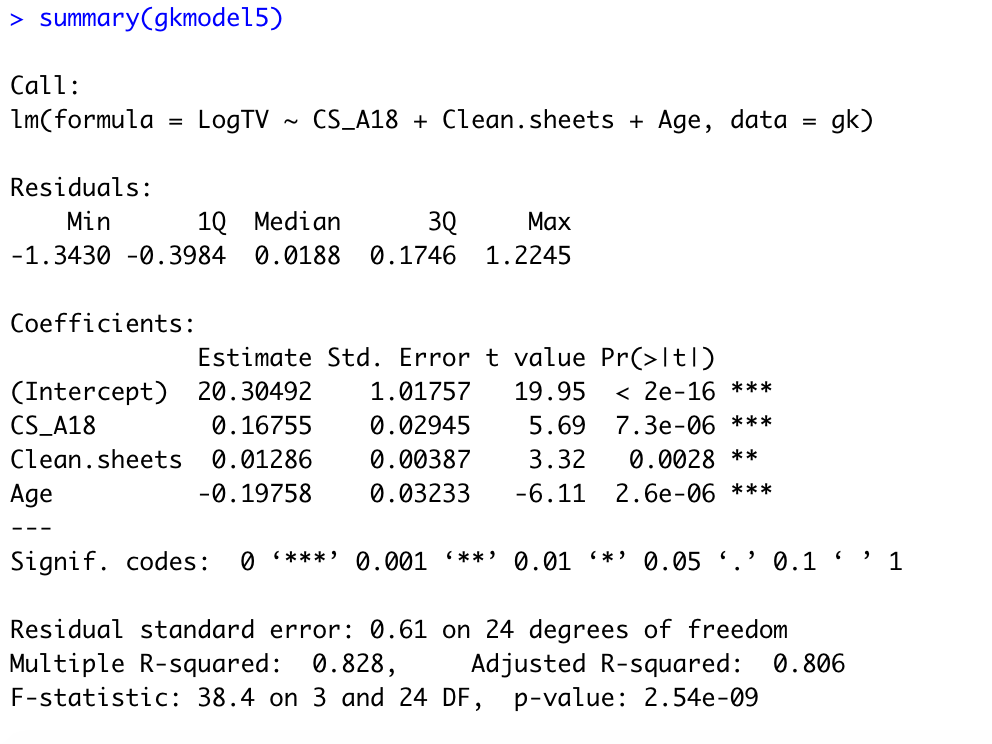 > summary(gkmodel5)
Call:
lm(formula = LogTV ~ CS_A18 + Clean.sheets + Age, data = gk)
Residuals:
    Min      1Q  Median      3Q     Max
-1.3430 -0.3984  0.0188  0.1746  1.2245
Coefficients:
             Estimate Std. Error t value Pr(>|t|)
(Intercept)  20.30492    1.01757   19.95  < 2e-16 ***
CS_A18        0.16755    0.02945    5.69  7.3e-06 ***
Clean.sheets  0.01286    0.00387    3.32   0.0028 **
Age          -0.19758    0.03233   -6.11  2.6e-06 ***
---
Signif. codes:  0 ‘***’ 0.001 ‘**’ 0.01 ‘*’ 0.05 ‘.’ 0.1 ‘ ’ 1
Residual standard error: 0.61 on 24 degrees of freedom
Multiple R-squared:  0.828,     Adjusted R-squared:  0.806
F-statistic: 38.4 on 3 and 24 DF,  p-value: 2.54e-09